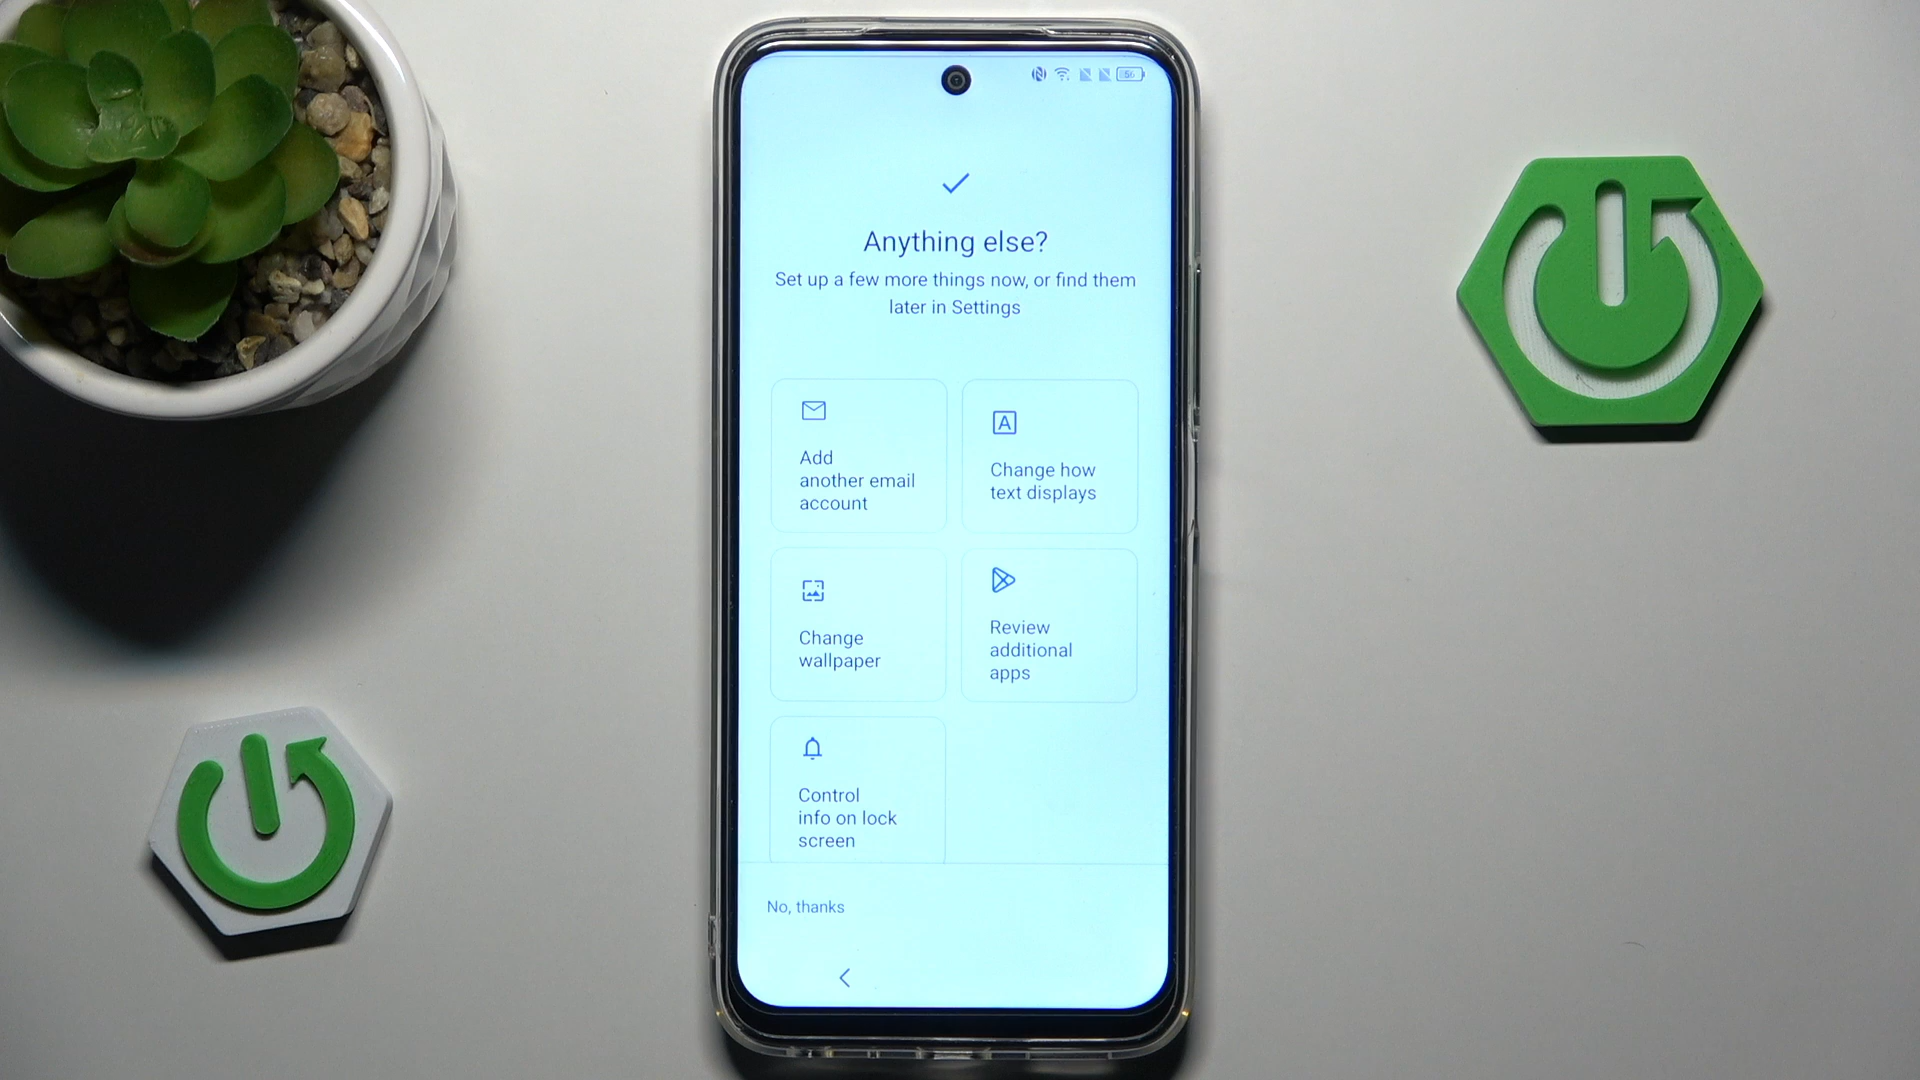 56
Anything else?
Set up a few more things now, or find them
later in Settings
Add
another email
account
Change how
text displays
Change
wallpaper
Review
additional
apps
Control
info on lock
screen
No, thanks